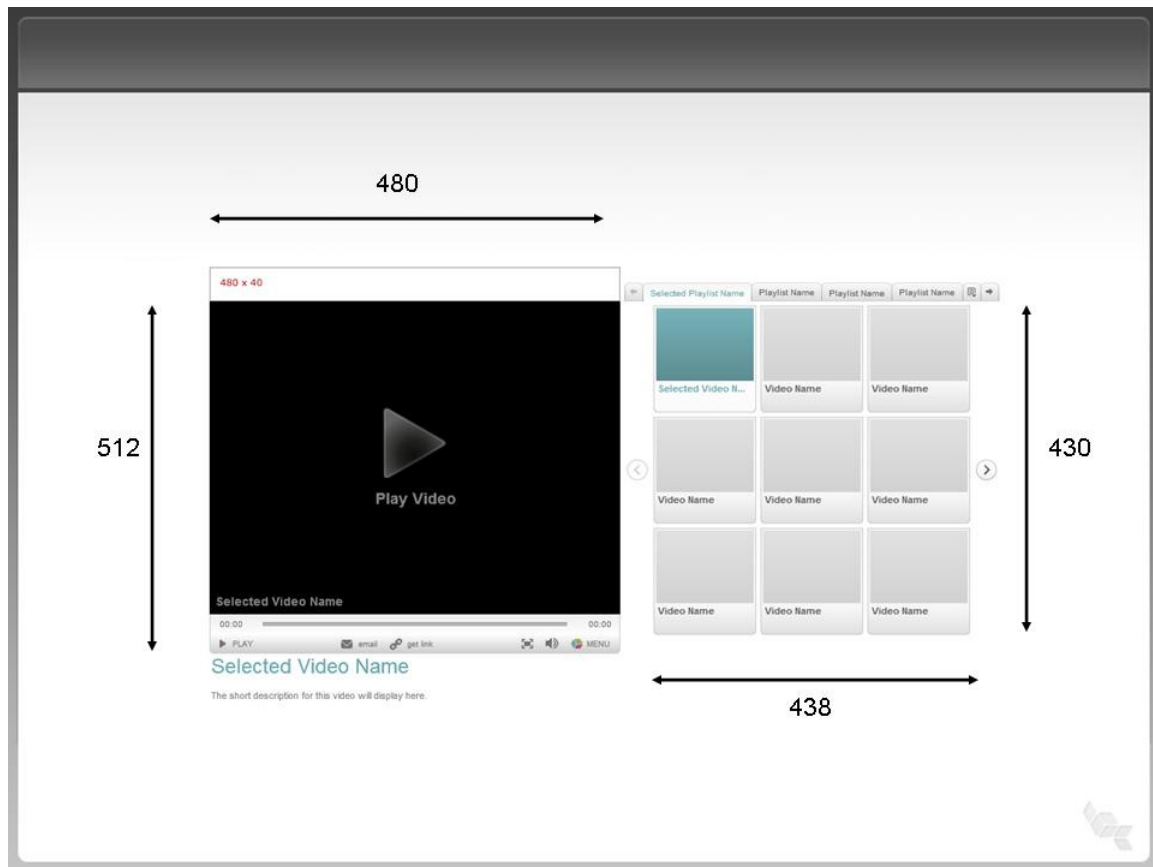 480
480 x 40
Selected Playlist Name Playlist Name Playlist Name Playlist Name
512
430
Play Video
Selected Video Name
00:00 00:00
PLAY email get link MENU
Selected Video Name
The short description for this video will display here.
Selected Video N... Video Name Video Name
Video Name Video Name Video Name
Video Name Video Name Video Name
438